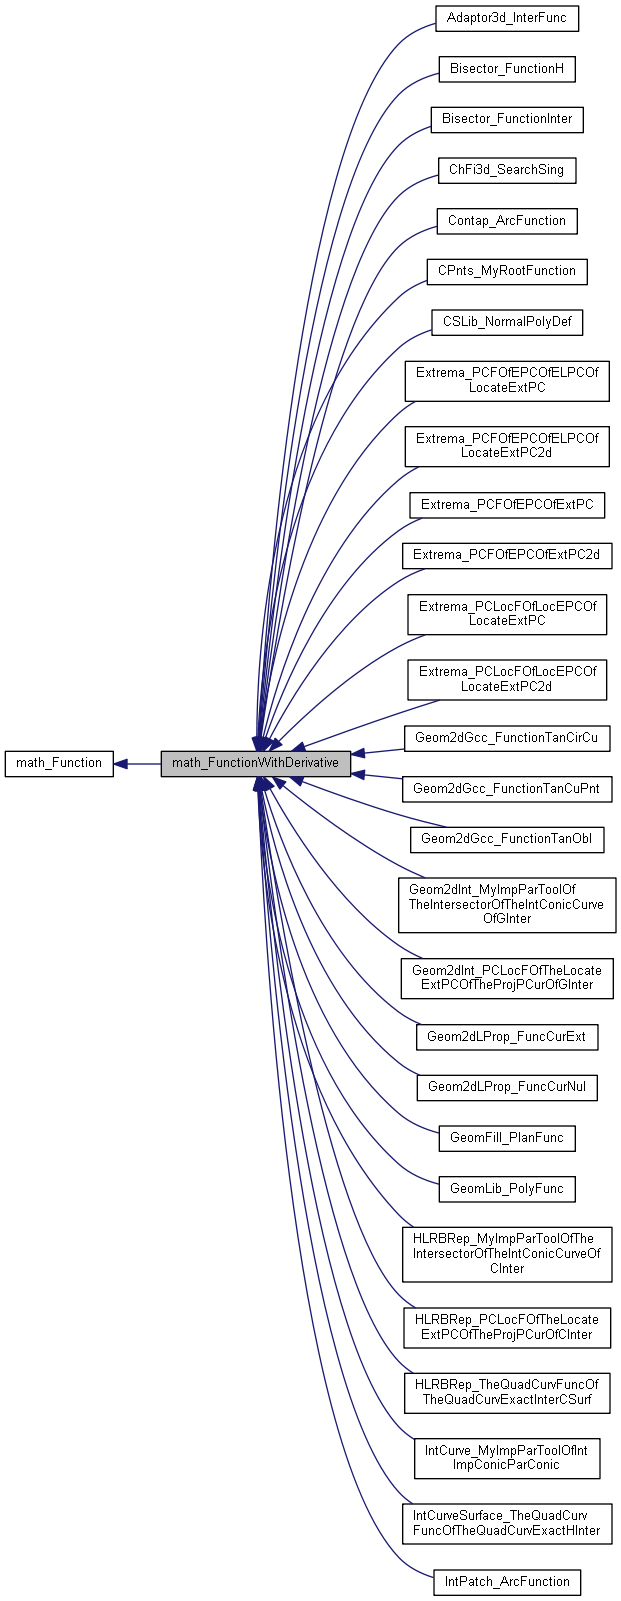 Adaptor3d_InterFunc
Bisector_FunctionH
Bisector_FunctionInter
ChFi3d_SearchSing
Contap_ArcFunction
CPnts_MyRootFunction
CSLib_NormalPolyDef
Extrema_PCFOfEPCOfELPCOf
LocateExtPC
Extrema_PCFOfEPCOfELPCOf
LocateExtPC2d
Extrema_PCFOfEPCOfExtPC
Extrema_PCFOfEPCOfExtPC2d
Extrema_PCLocFOfLocEPCOf
LocateExtPC
Extrema_PCLocFOfLocEPCOf
LocateExtPC2d
Geom2dGcc_FunctionTanCirCu
math_Function
math_FunctionWithDerivative
Geom2dGcc_FunctionTanCuPnt
Geom2dGcc_FunctionTanObl
Geom2dInt_MyImpParToolOf
TheIntersectorOfTheIntConicCurve
OfGInter
Geom2dInt_PCLocFOfTheLocate
ExtPCOfTheProjPCurOfGInter
Geom2dLProp_FuncCurExt
Geom2dLProp_FuncCurNul
GeomFill_PlanFunc
GeomLib_PolyFunc
HLRBRep_MyImpParToolOfThe
IntersectorOfTheIntConicCurveOf
CInter
HLRBRep_PCLocFOfTheLocate
ExtPCOfTheProjPCurOfCInter
HLRBRep_TheQuadCurvFuncOf
TheQuadCurvExactInterCSurf
IntCurve_MyImpParToolOfInt
ImpConicParConic
IntCurveSurface_TheQuadCurv
FuncOfTheQuadCurvExactHInter
IntPatch_ArcFunction